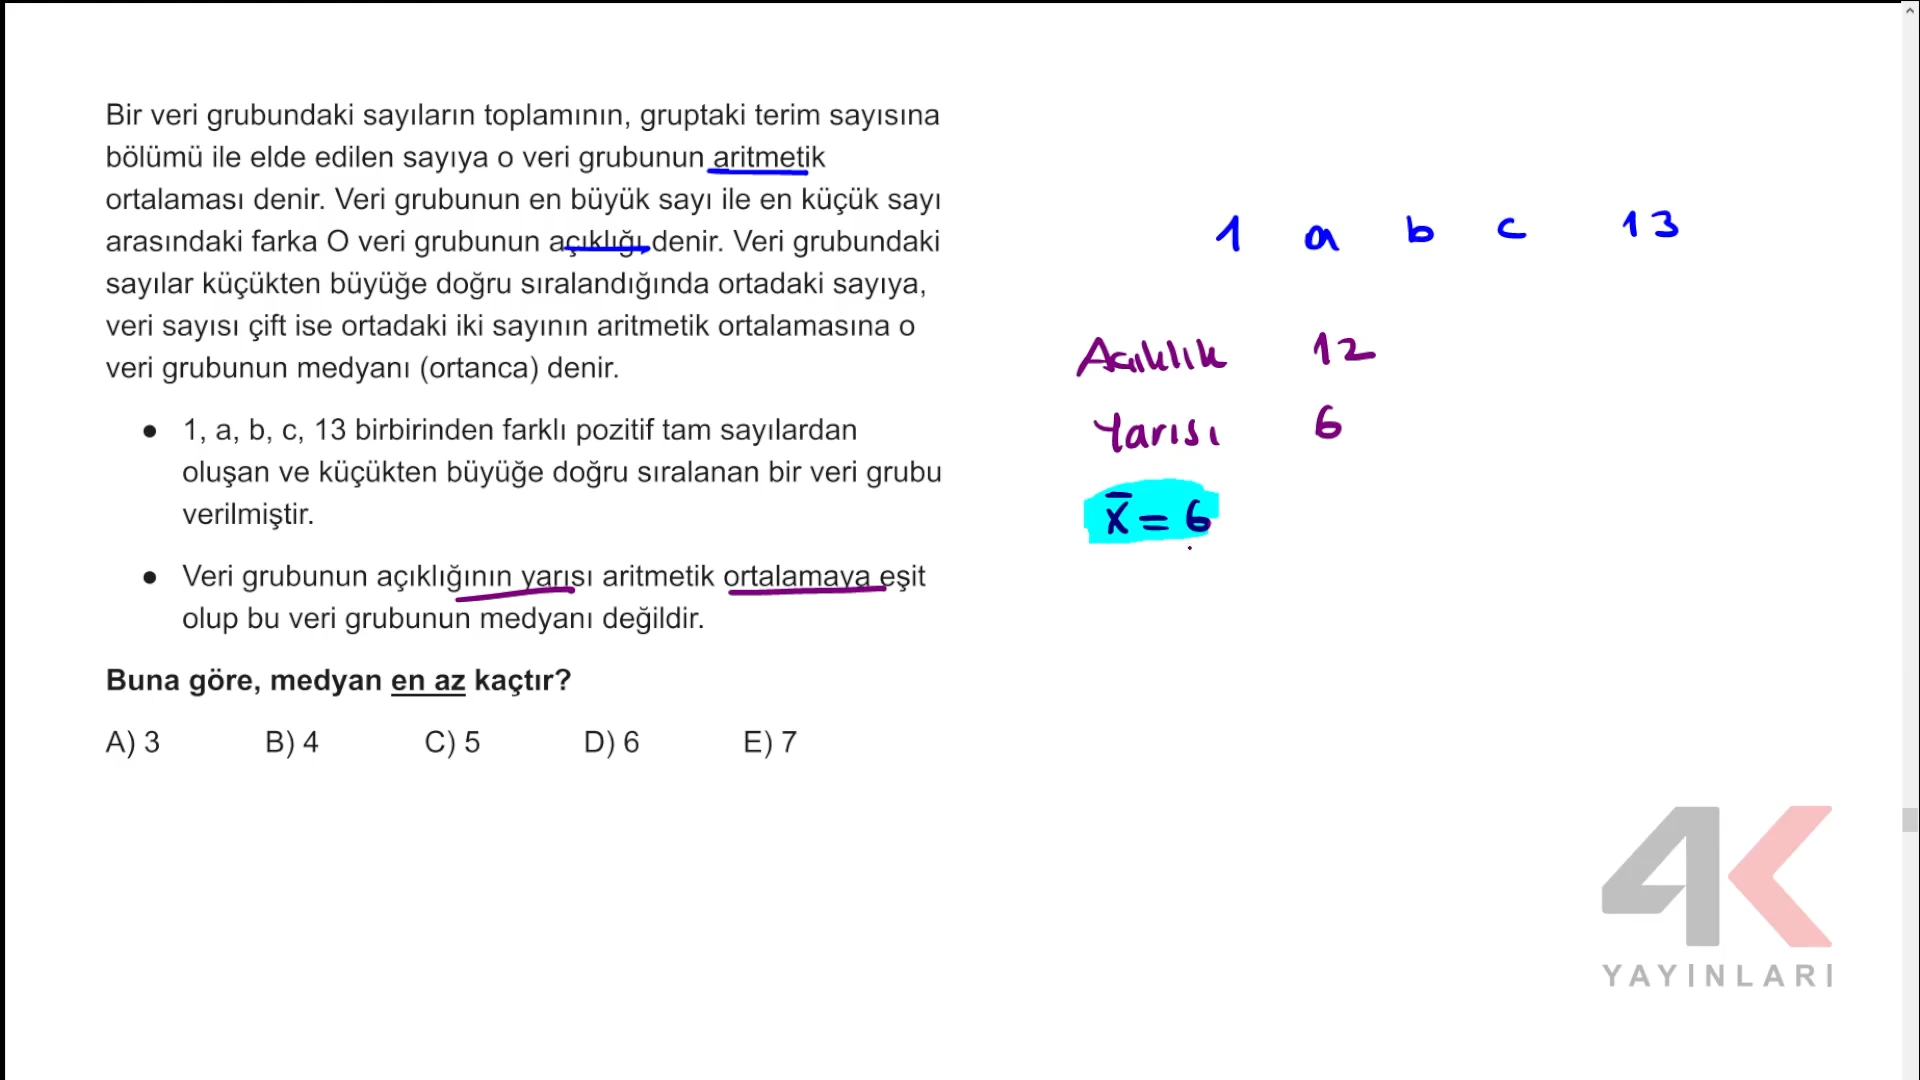 Bir veri grubundaki sayıların toplamının, gruptaki terim sayısına
bölümü ile elde edilen sayıya o veri grubunun aritmetik
ortalaması denir. Veri grubunun en büyük sayı ile en küçük sayı
arasındaki farka O veri grubunun açıklığı denir. Veri grubundaki
sayılar küçükten büyüğe doğru sıralandığında ortadaki sayıya,
veri sayısı çift ise ortadaki iki sayının aritmetik ortalamasına o
veri grubunun medyanı (ortanca) denir.
● 1, a, b, c, 13 birbirinden farklı pozitif tam sayılardan
oluşan ve küçükten büyüğe doğru sıralanan bir veri grubu
verilmiştir.
● Veri grubunun açıklığının yarısı aritmetik ortalamaya eşit
olup bu veri grubunun medyanı değildir.
Buna göre, medyan en az kaçtır?
A) 3 B) 4 C) 5 D) 6 E) 7
1 a b c 13
Açıklık 12
Yarısı 6
x̄ = 6
4K
YAYINLARI